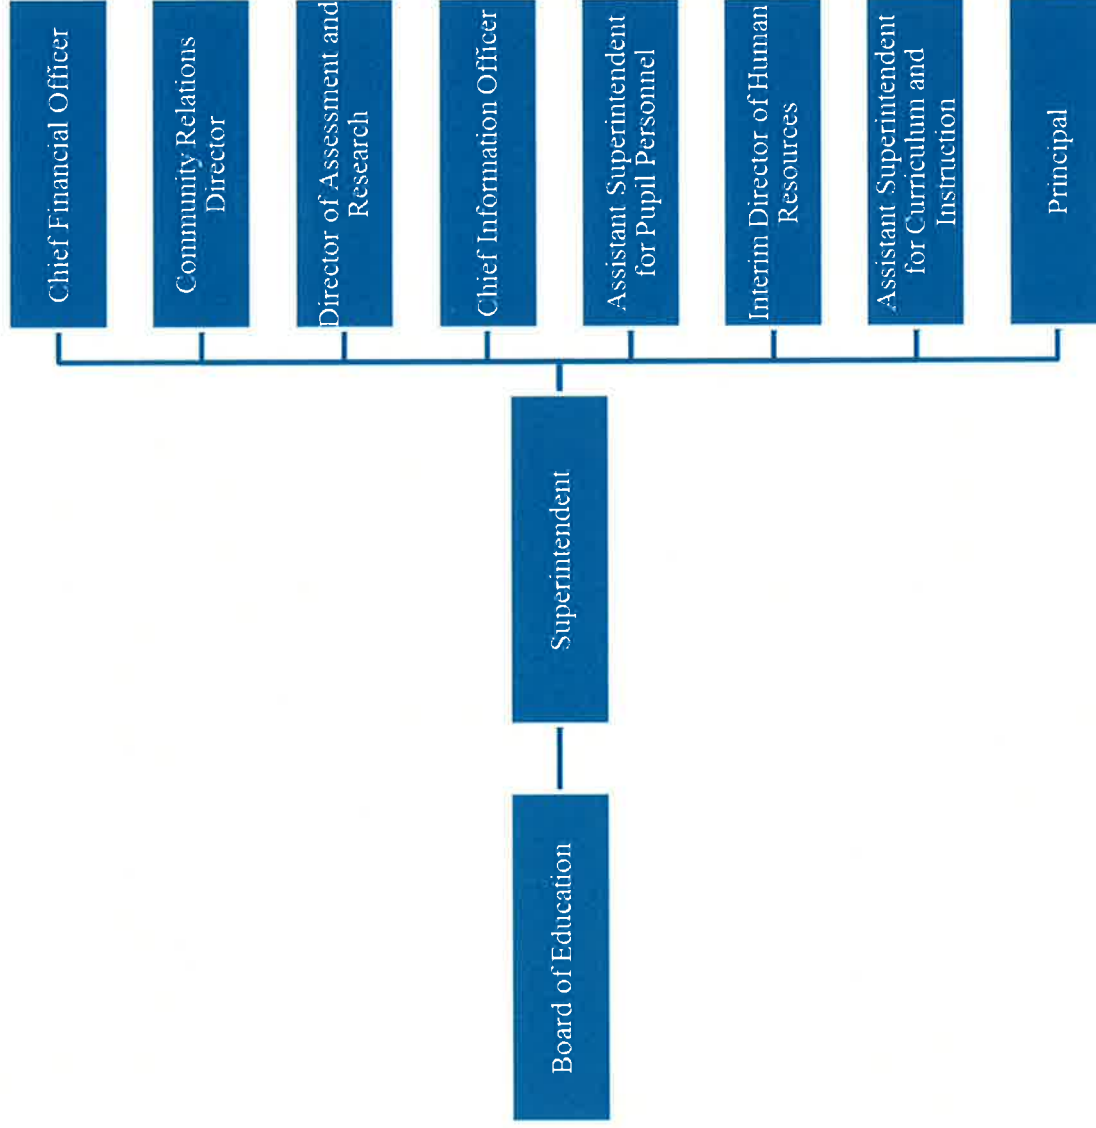 Board of Education
Superintendent
Chief Financial Officer
Community Relations
Director
Director of Assessment and
Research
Chief Information Officer
Assistant Superintendent
for Pupil Personnel
Interim Director of Human
Resources
Assistant Superintendent
for Curriculum and
Instruction
Principal